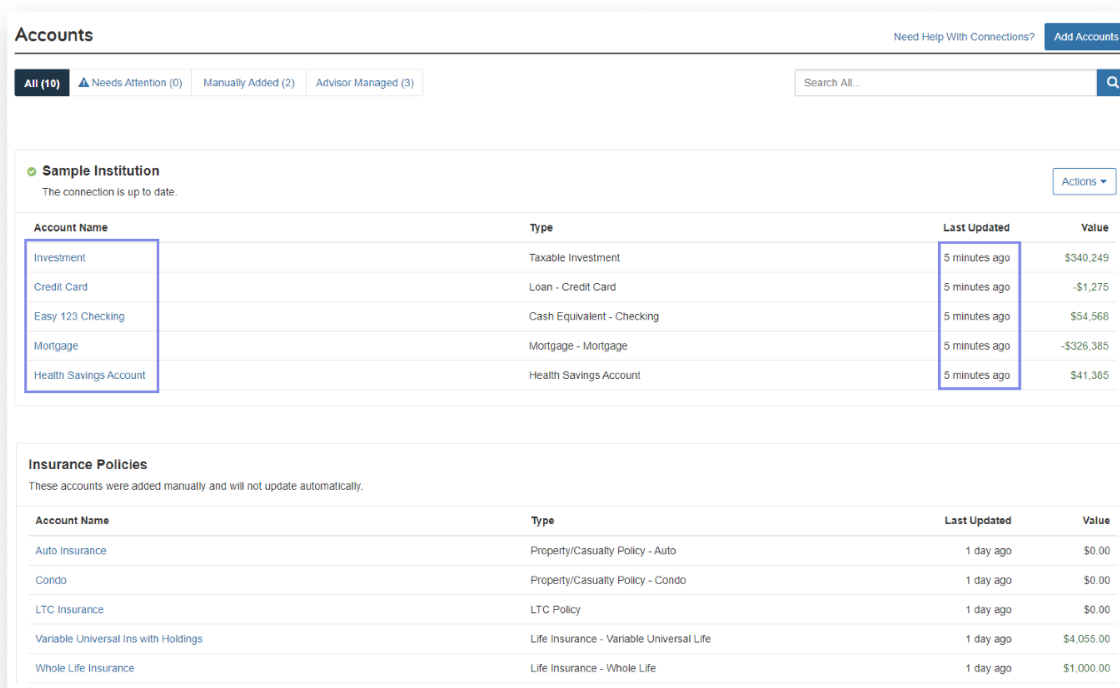 Accounts
Need Help With Connections? Add Accounts
All (10) Needs Attention (0) Manually Added (2) Advisor Managed (3) Search All...
Sample Institution
The connection is up to date.
Actions
Account Name Type Last Updated Value
Investment Taxable Investment 5 minutes ago $340,249
Credit Card Loan - Credit Card 5 minutes ago -$1,275
Easy 123 Checking Cash Equivalent - Checking 5 minutes ago $54,568
Mortgage Mortgage - Mortgage 5 minutes ago -$326,385
Health Savings Account Health Savings Account 5 minutes ago $41,385
Insurance Policies
These accounts were added manually and will not update automatically.
Account Name Type Last Updated Value
Auto Insurance Property/Casualty Policy - Auto 1 day ago $0.00
Condo Property/Casualty Policy - Condo 1 day ago $0.00
LTC Insurance LTC Policy 1 day ago $0.00
Variable Universal Ins with Holdings Life Insurance - Variable Universal Life 1 day ago $4,055.00
Whole Life Insurance Life Insurance - Whole Life 1 day ago $1,000.00